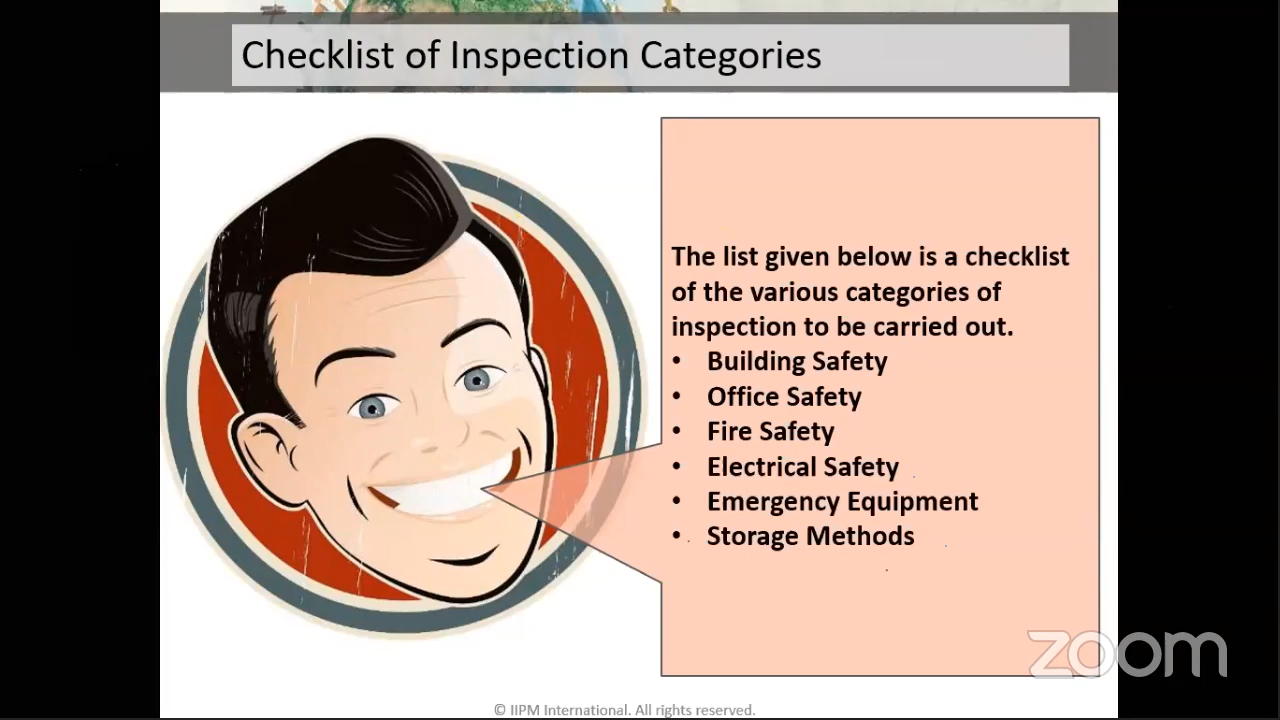 Checklist of Inspection Categories
The list given below is a checklist
of the various categories of
inspection to be carried out.
• Building Safety
• Office Safety
• Fire Safety
• Electrical Safety
• Emergency Equipment
• Storage Methods
zoom
© IIPM International. All rights reserved.